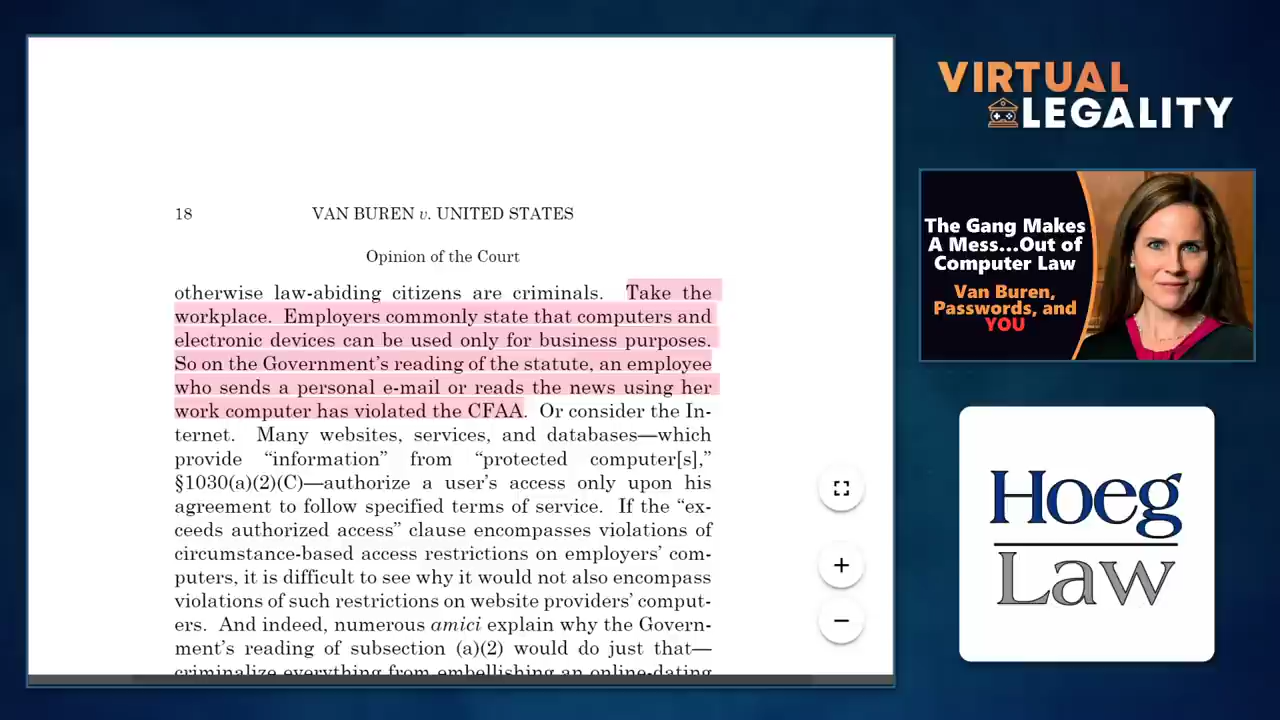 18 VAN BUREN v. UNITED STATES
Opinion of the Court
otherwise law-abiding citizens are criminals. Take the
workplace. Employers commonly state that computers and
electronic devices can be used only for business purposes.
So on the Government’s reading of the statute, an employee
who sends a personal e-mail or reads the news using her
work computer has violated the CFAA. Or consider the In-
ternet. Many websites, services, and databases—which
provide “information” from “protected computer[s],”
§1030(a)(2)(C)—authorize a user’s access only upon his
agreement to follow specified terms of service. If the “ex-
ceeds authorized access” clause encompasses violations of
circumstance-based access restrictions on employers’ com-
puters, it is difficult to see why it would not also encompass
violations of such restrictions on website providers’ comput-
ers. And indeed, numerous amici explain why the Govern-
ment’s reading of subsection (a)(2) would do just that—
criminalize everything from embellishing an online-dating
VIRTUAL
LEGALITY
The Gang Makes
A Mess...Out of
Computer Law
Van Buren,
Passwords, and
YOU
Hoeg
Law